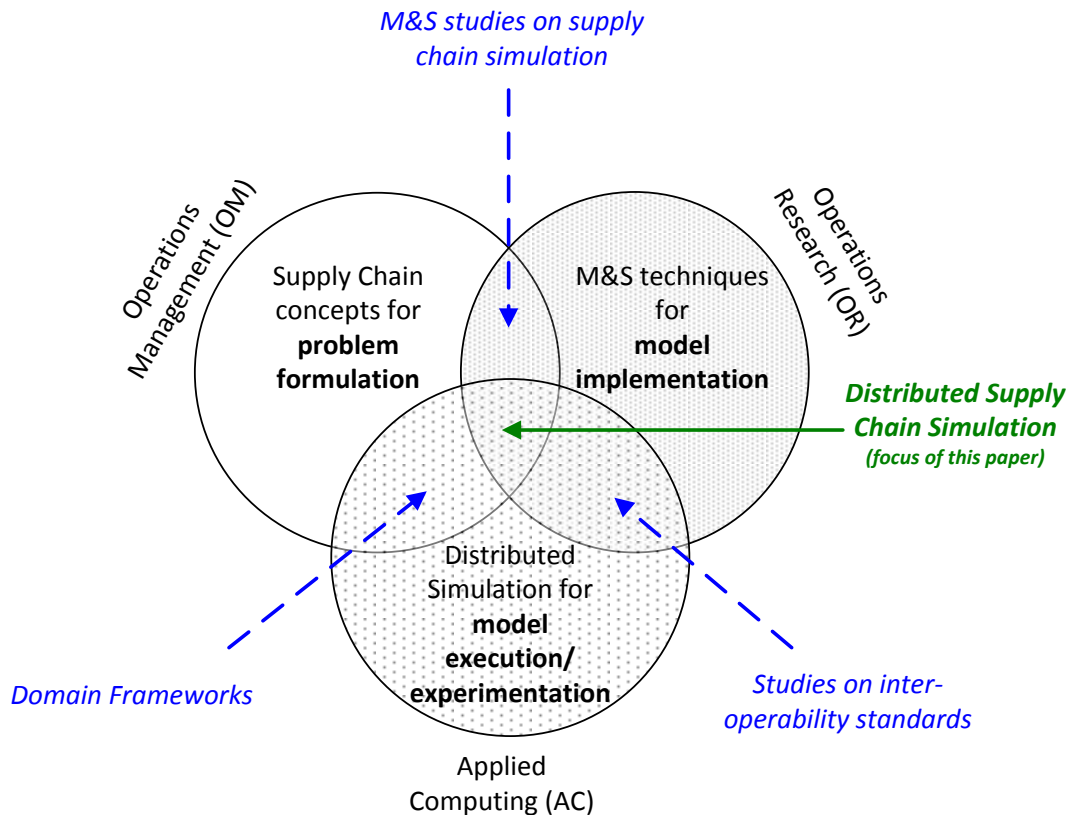 M&S studies on supply
chain simulation
Operations
Management (OM)
Operations
Research (OR)
Supply Chain
concepts for
problem
formulation
M&S techniques
for
model
implementation
Distributed Supply
Chain Simulation
(focus of this paper)
Distributed
Simulation for
model
execution/
experimentation
Domain Frameworks
Studies on inter-
operability standards
Applied
Computing (AC)